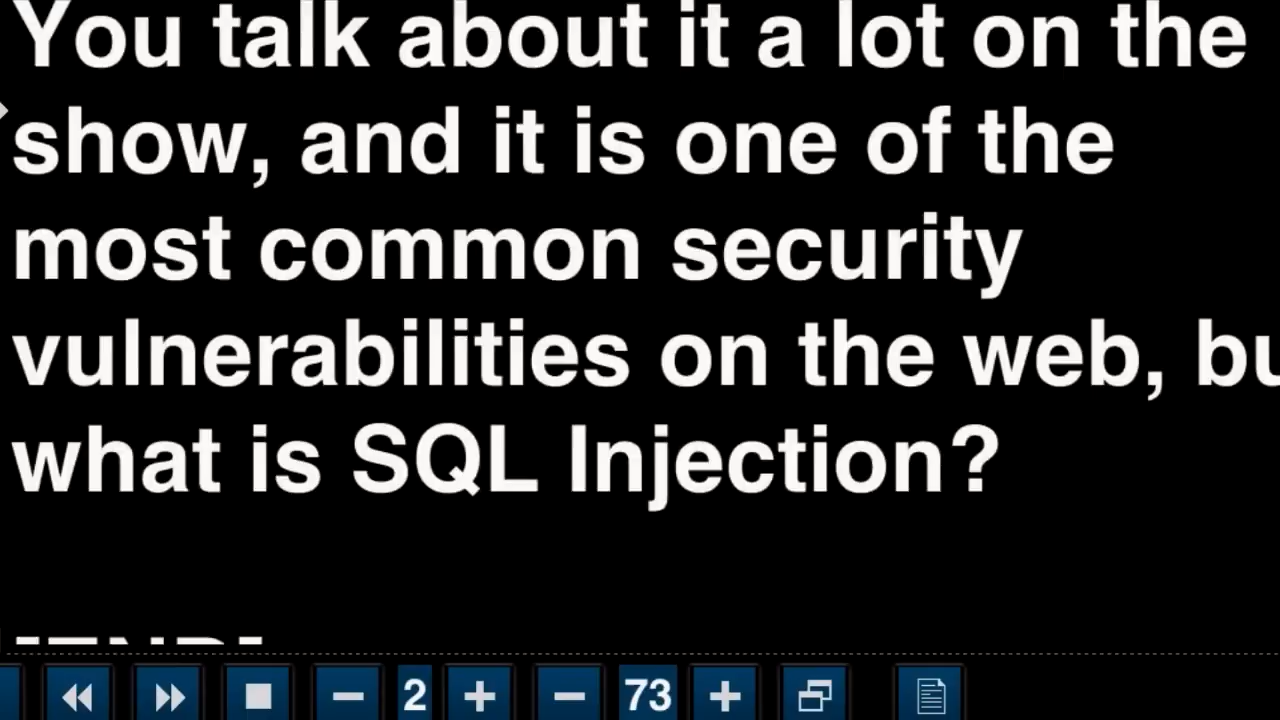 You talk about it a lot on the
show, and it is one of the
most common security
vulnerabilities on the web, bu
what is SQL Injection?
2 73